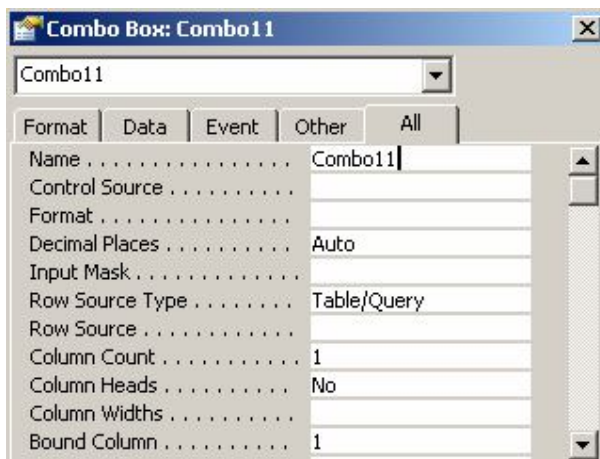 Combo Box: Combo11
Combo11
Format Data Event Other All
Name . . . . . . . . . . . . . . . . Combo11
Control Source . . . . . . . . . .
Format . . . . . . . . . . . . . . .
Decimal Places . . . . . . . . . . Auto
Input Mask . . . . . . . . . . . . .
Row Source Type . . . . . . . . Table/Query
Row Source . . . . . . . . . . . .
Column Count . . . . . . . . . . . 1
Column Heads . . . . . . . . . . No
Column Widths . . . . . . . . . .
Bound Column . . . . . . . . . . 1